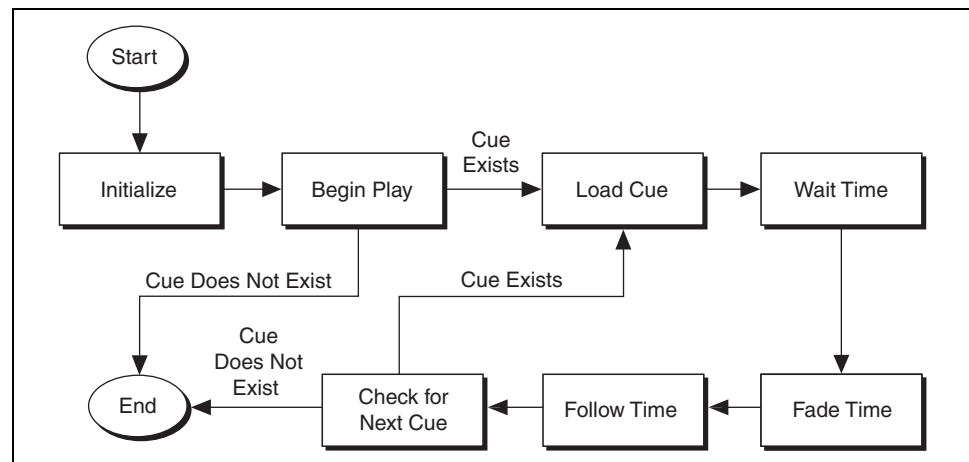 Start
Initialize
Begin Play
Cue
Exists
Load Cue
Wait Time
Cue Does Not Exist
Cue Exists
Cue
Does Not
Exist
End
Check for
Next Cue
Follow Time
Fade Time